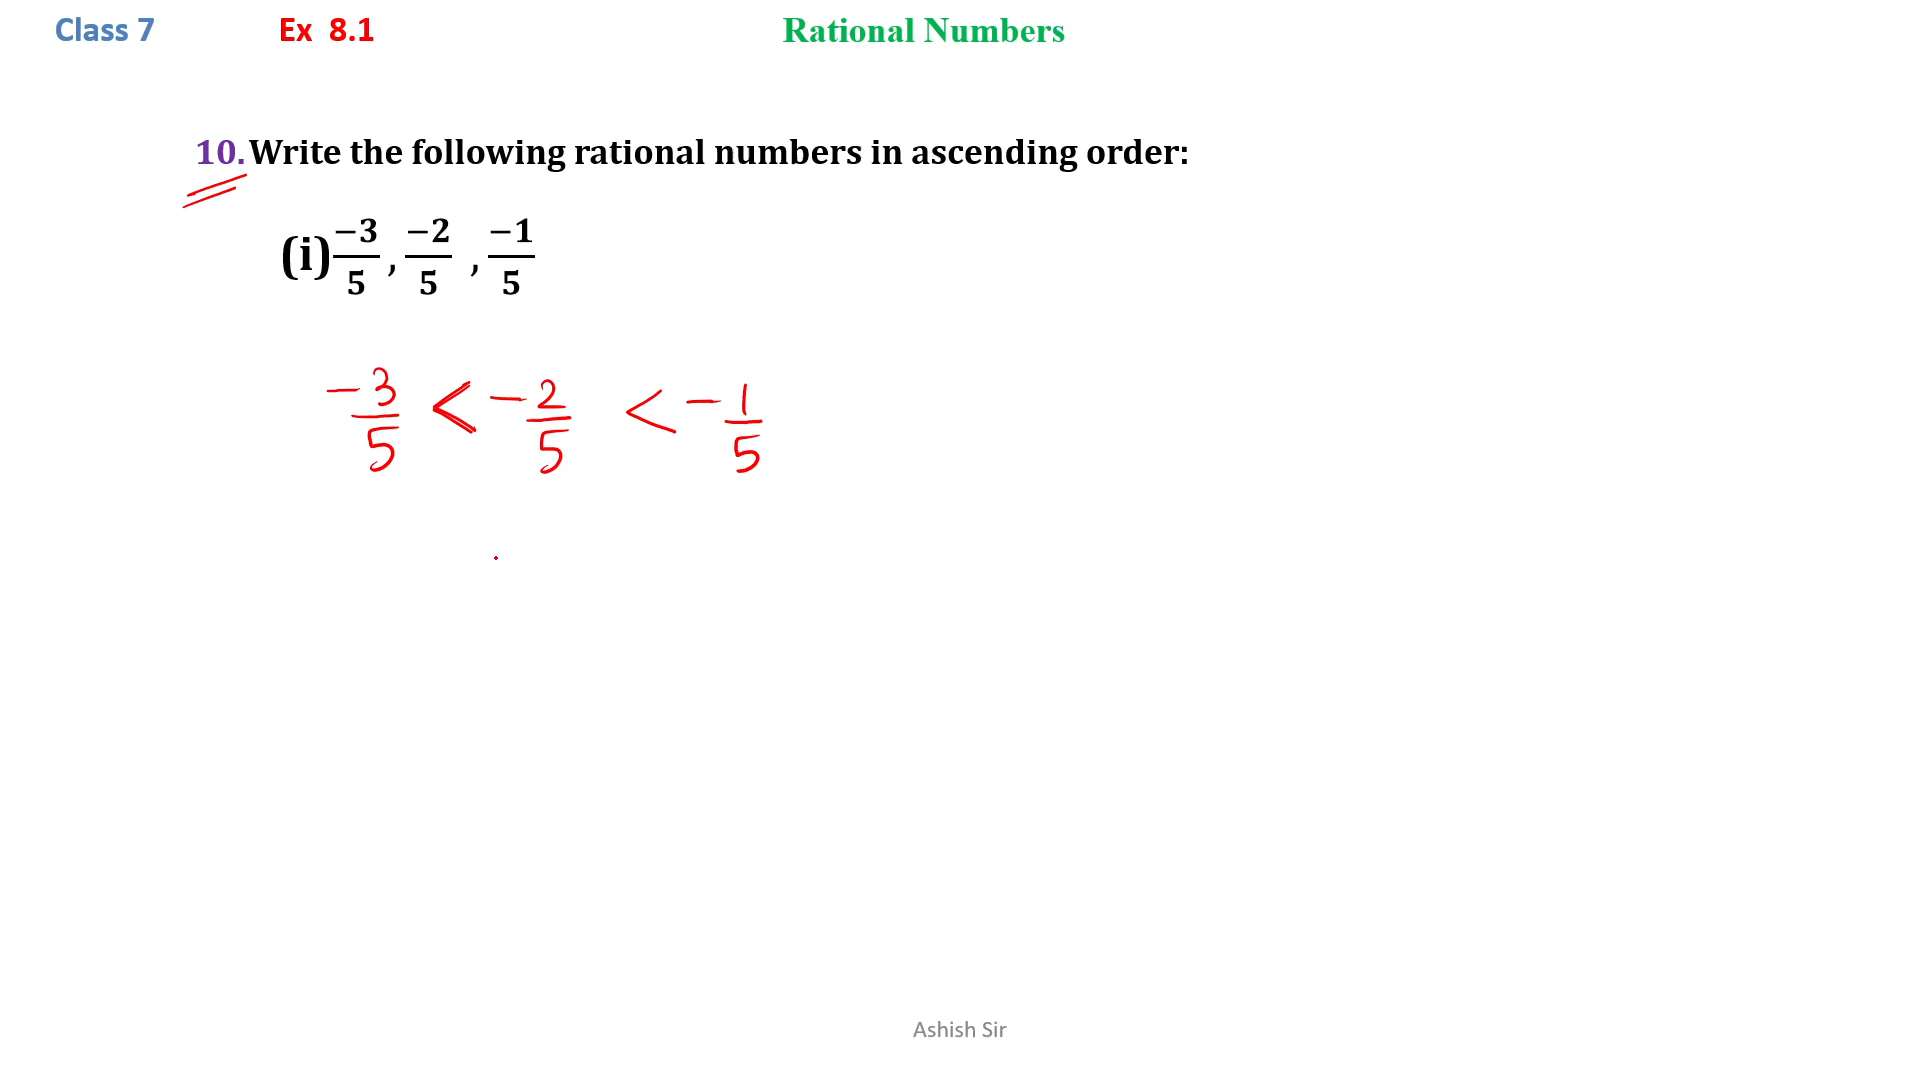 Class 7 Ex 8.1 Rational Numbers
10. Write the following rational numbers in ascending order:
(i) −3/5 , −2/5 , −1/5
−3/5 < −2/5 < −1/5
Ashish Sir